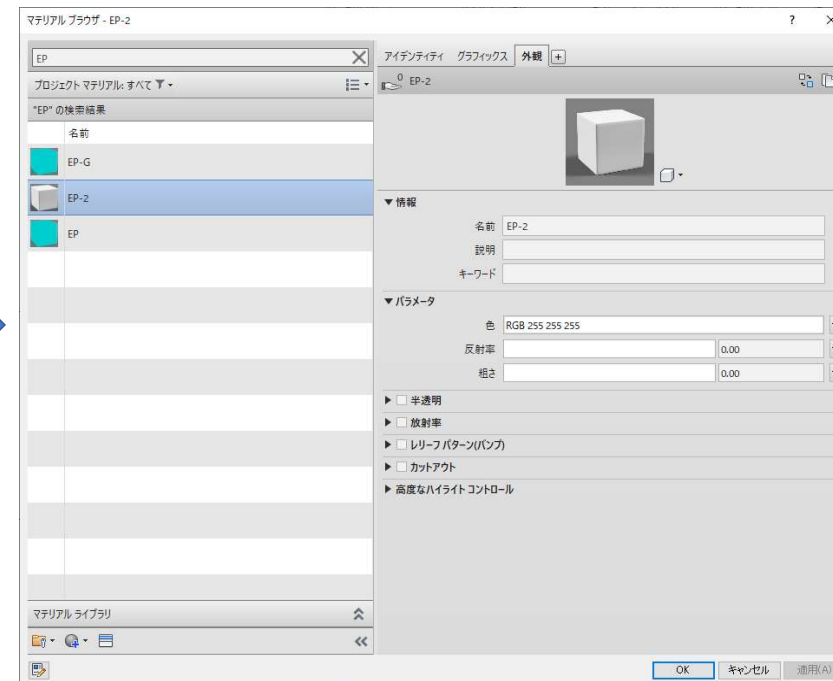 マテリアル ブラウザ - EP-2
?
EP
プロジェクト マテリアル: すべて
"EP" の検索結果
名前
EP-G
EP-2
EP
マテリアル ライブラリ
アイデンティティ グラフィックス 外観 +
0 EP-2
▼情報
名前 EP-2
説明
キーワード
▼パラメータ
色 RGB 255 255 255
反射率 0.00
粗さ 0.00
半透明
放射率
レリーフ パターン(バンプ)
カットアウト
高度なハイライト コントロール
OK キャンセル 適用(A)